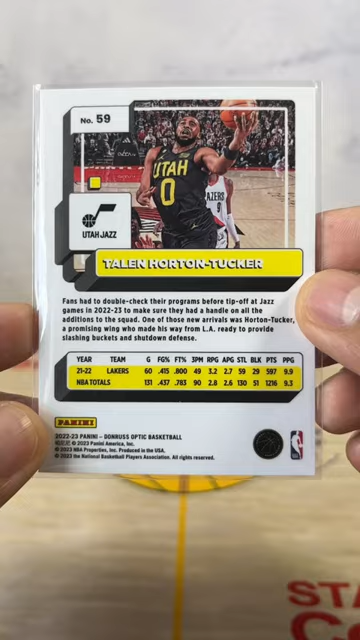 No. 59
UTAH
0
AZERS
9
UTAH JAZZ
TALEN HORTON-TUCKER
Fans had to double-check their programs before tip-off at Jazz
games in 2022-23 to make sure they had a handle on all the
additions to the squad. One of those new arrivals was Horton-Tucker,
a promising wing who made his way from L.A. ready to provide
slashing buckets and shutdown defense.
YEAR TEAM G FG% FT% 3PM RPG APG STL BLK PTS PPG
21-22 LAKERS 60 .415 .800 49 3.2 2.7 55 29 597 9.9
NBA TOTALS 131 .437 .783 90 2.8 2.6 130 51 1216 9.3
PANINI
2022-23 PANINI - DONRUSS OPTIC BASKETBALL
© 2023 Panini America, Inc.
© 2023 NBA Properties, Inc. Produced in the USA.
© 2023 the National Basketball Players Association. All rights reserved.
STA